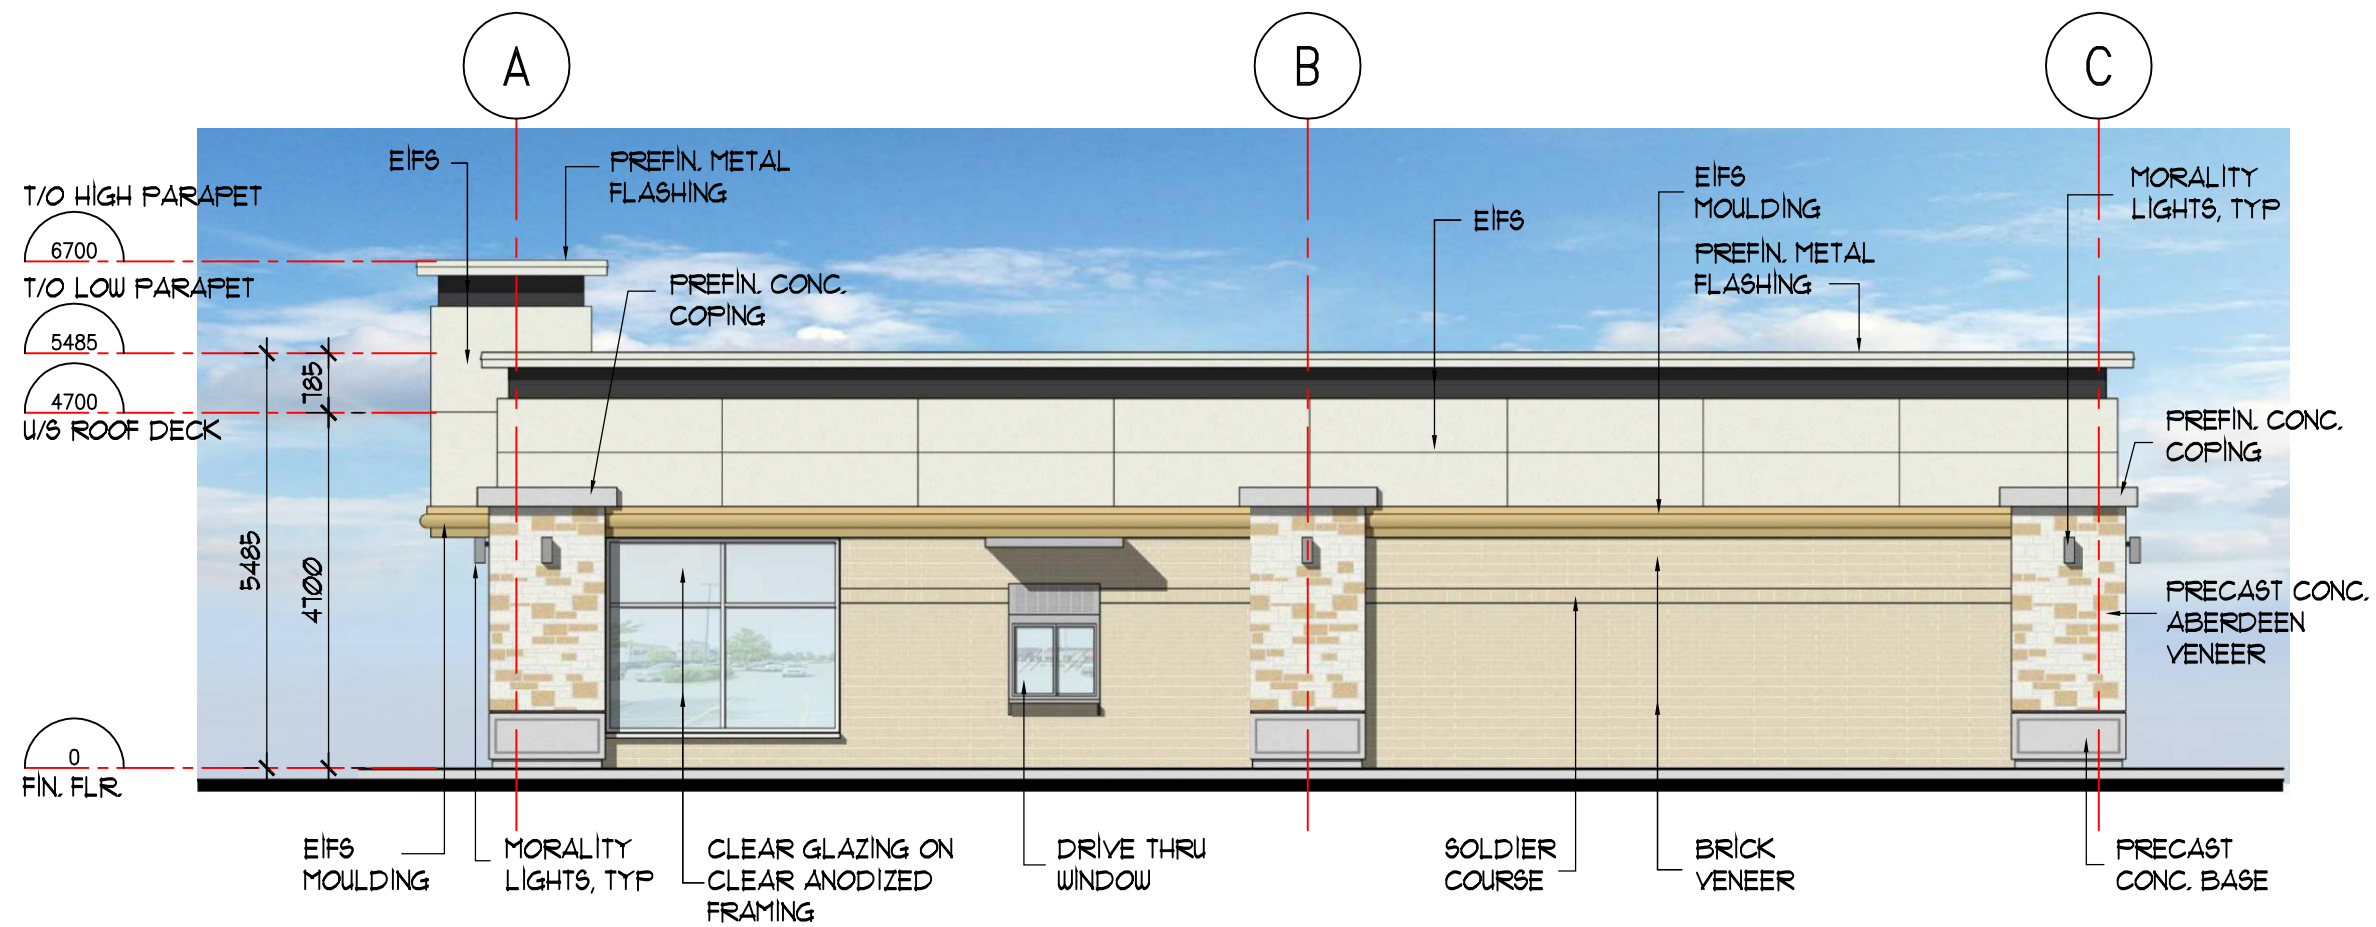 A
B
C
EIFS
PREFIN. METAL
FLASHING
T/O HIGH PARAPET
6700
T/O LOW PARAPET
5485
4700
U/S ROOF DECK
785
5485
4700
0
FIN. FLR.
PREFIN. CONC.
COPING
EIFS
EIFS
MOULDING
PREFIN. METAL
FLASHING
MORALITY
LIGHTS, TYP
PREFIN. CONC.
COPING
PRECAST CONC.
ABERDEEN
VENEER
EIFS
MOULDING
MORALITY
LIGHTS, TYP
CLEAR GLAZING ON
CLEAR ANODIZED
FRAMING
DRIVE THRU
WINDOW
SOLDIER
COURSE
BRICK
VENEER
PRECAST
CONC. BASE